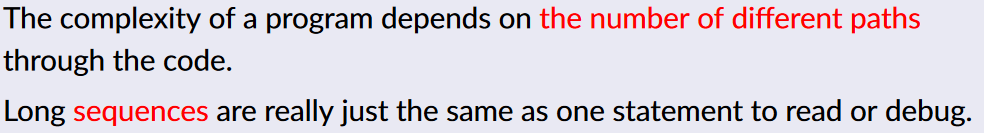 The complexity of a program depends on the number of different paths
through the code.
Long sequences are really just the same as one statement to read or debug.